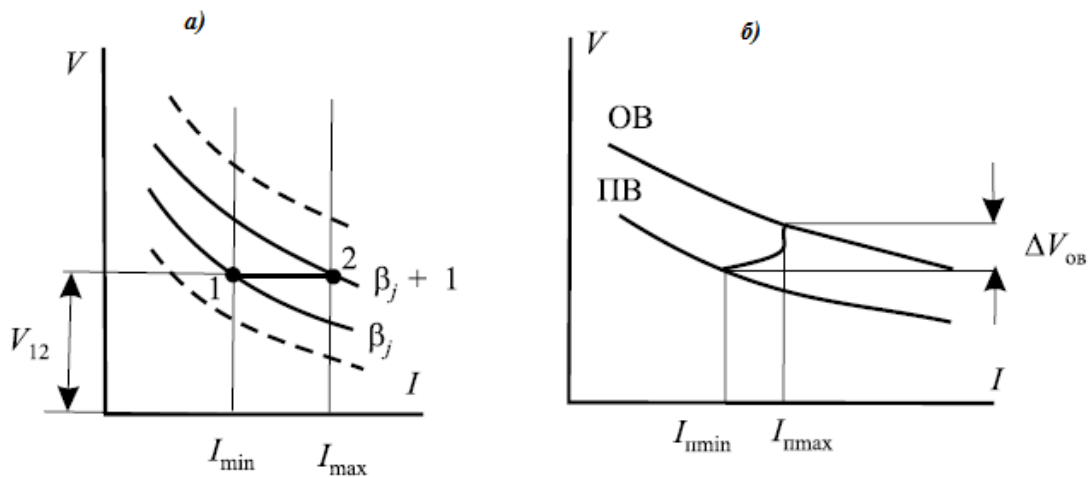 а)
V
1
2
βj + 1
βj
V12
I
Imin
Imax
б)
V
ОВ
ПВ
ΔVов
I
Iпmin
Iпmax